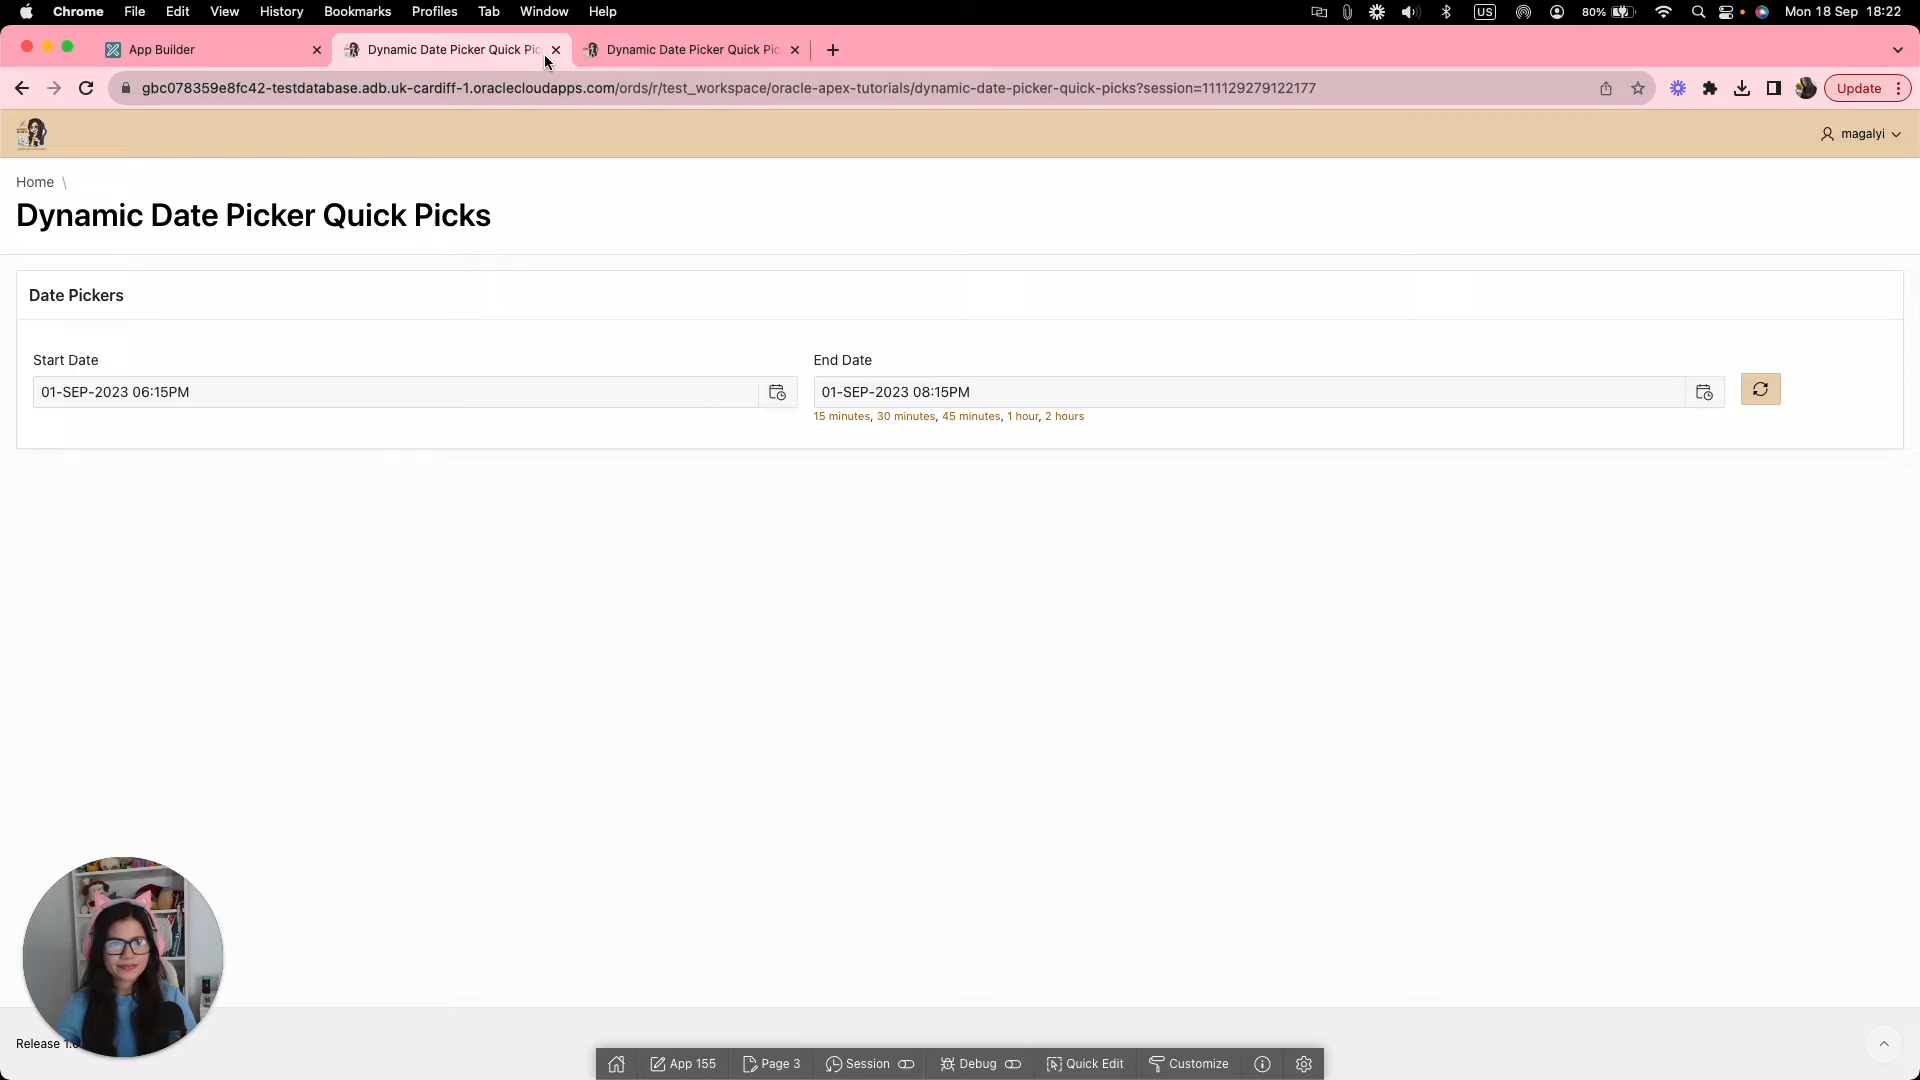 Chrome File Edit View History Bookmarks Profiles Tab Window Help US 80% Mon 18 Sep 18:22
App Builder Dynamic Date Picker Quick Pic Dynamic Date Picker Quick Pic
gbc078359e8fc42-testdatabase.adb.uk-cardiff-1.oraclecloudapps.com/ords/r/test_workspace/oracle-apex-tutorials/dynamic-date-picker-quick-picks?session=111129279122177 Update
magalyi
Home \
Dynamic Date Picker Quick Picks
Date Pickers
Start Date End Date
01-SEP-2023 06:15PM 01-SEP-2023 08:15PM
15 minutes, 30 minutes, 45 minutes, 1 hour, 2 hours
Release 1.0
App 155 Page 3 Session Debug Quick Edit Customize